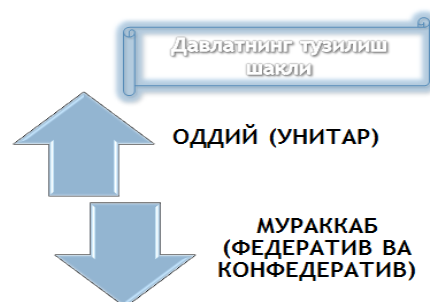 Давлатнинг тузилиш
шакли
ОДДИЙ (УНИТАР)
МУРАККАБ
(ФЕДЕРАТИВ ВА
КОНФЕДЕРАТИВ)